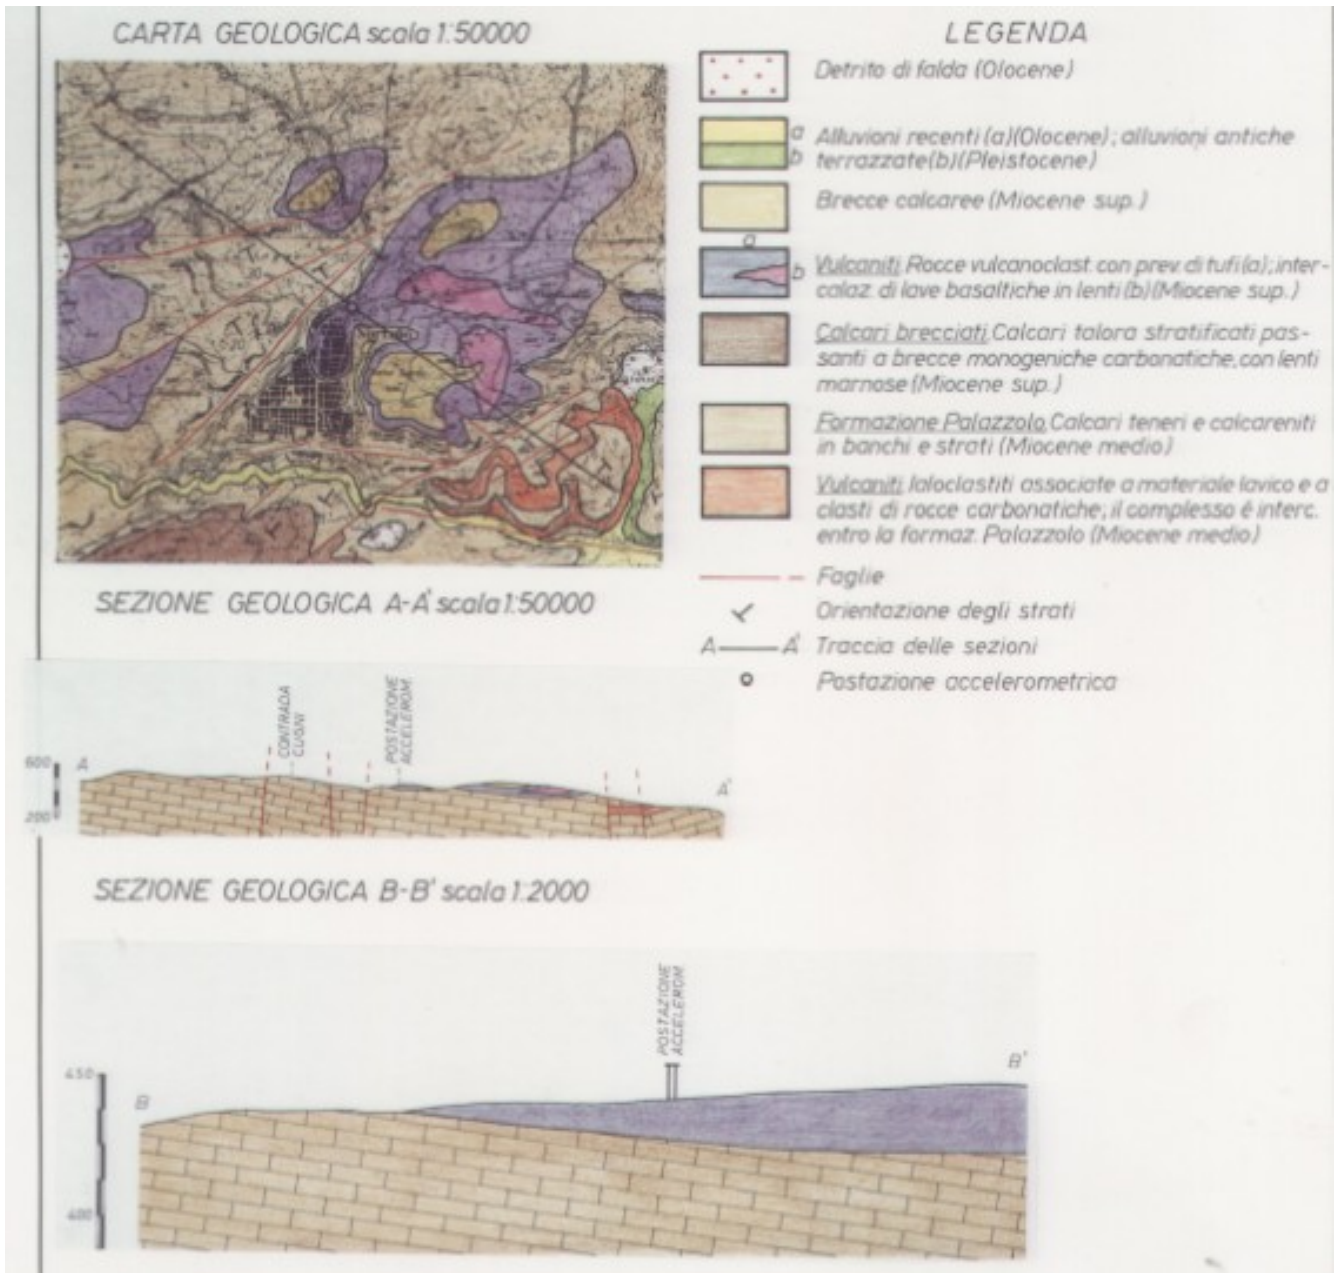 CARTA GEOLOGICA scala 1:50000
LEGENDA
Detrito di falda (Olocene)
a
b
Alluvioni recenti (a)(Olocene); alluvioni antiche
terrazzate(b)(Pleistocene)
Brecce calcaree (Miocene sup.)
a
b
Vulcaniti. Rocce vulcanoclast. con prev. di tufi(a); inter-
calaz. di lave basaltiche in lenti (b)(Miocene sup.)
Calcari brecciati. Calcari talora stratificati pas-
santi a brecce monogeniche carbonatiche, con lenti
marnose (Miocene sup.)
Formazione Palazzolo. Calcari teneri e calcareniti
in banchi e strati (Miocene medio)
Vulcaniti. Ialoclastiti associate a materiale lavico e a
clasti di rocce carbonatiche; il complesso é interc.
entro la formaz. Palazzolo (Miocene medio)
Faglie
Orientazione degli strati
A A' Traccia delle sezioni
Postazione accelerometrica
SEZIONE GEOLOGICA A-A' scala 1:50000
CONTRADA
CUGNI
POSTAZIONE
ACCELEROM.
600
200
A
A'
SEZIONE GEOLOGICA B-B' scala 1:2000
POSTAZIONE
ACCELEROM.
450
400
B
B'